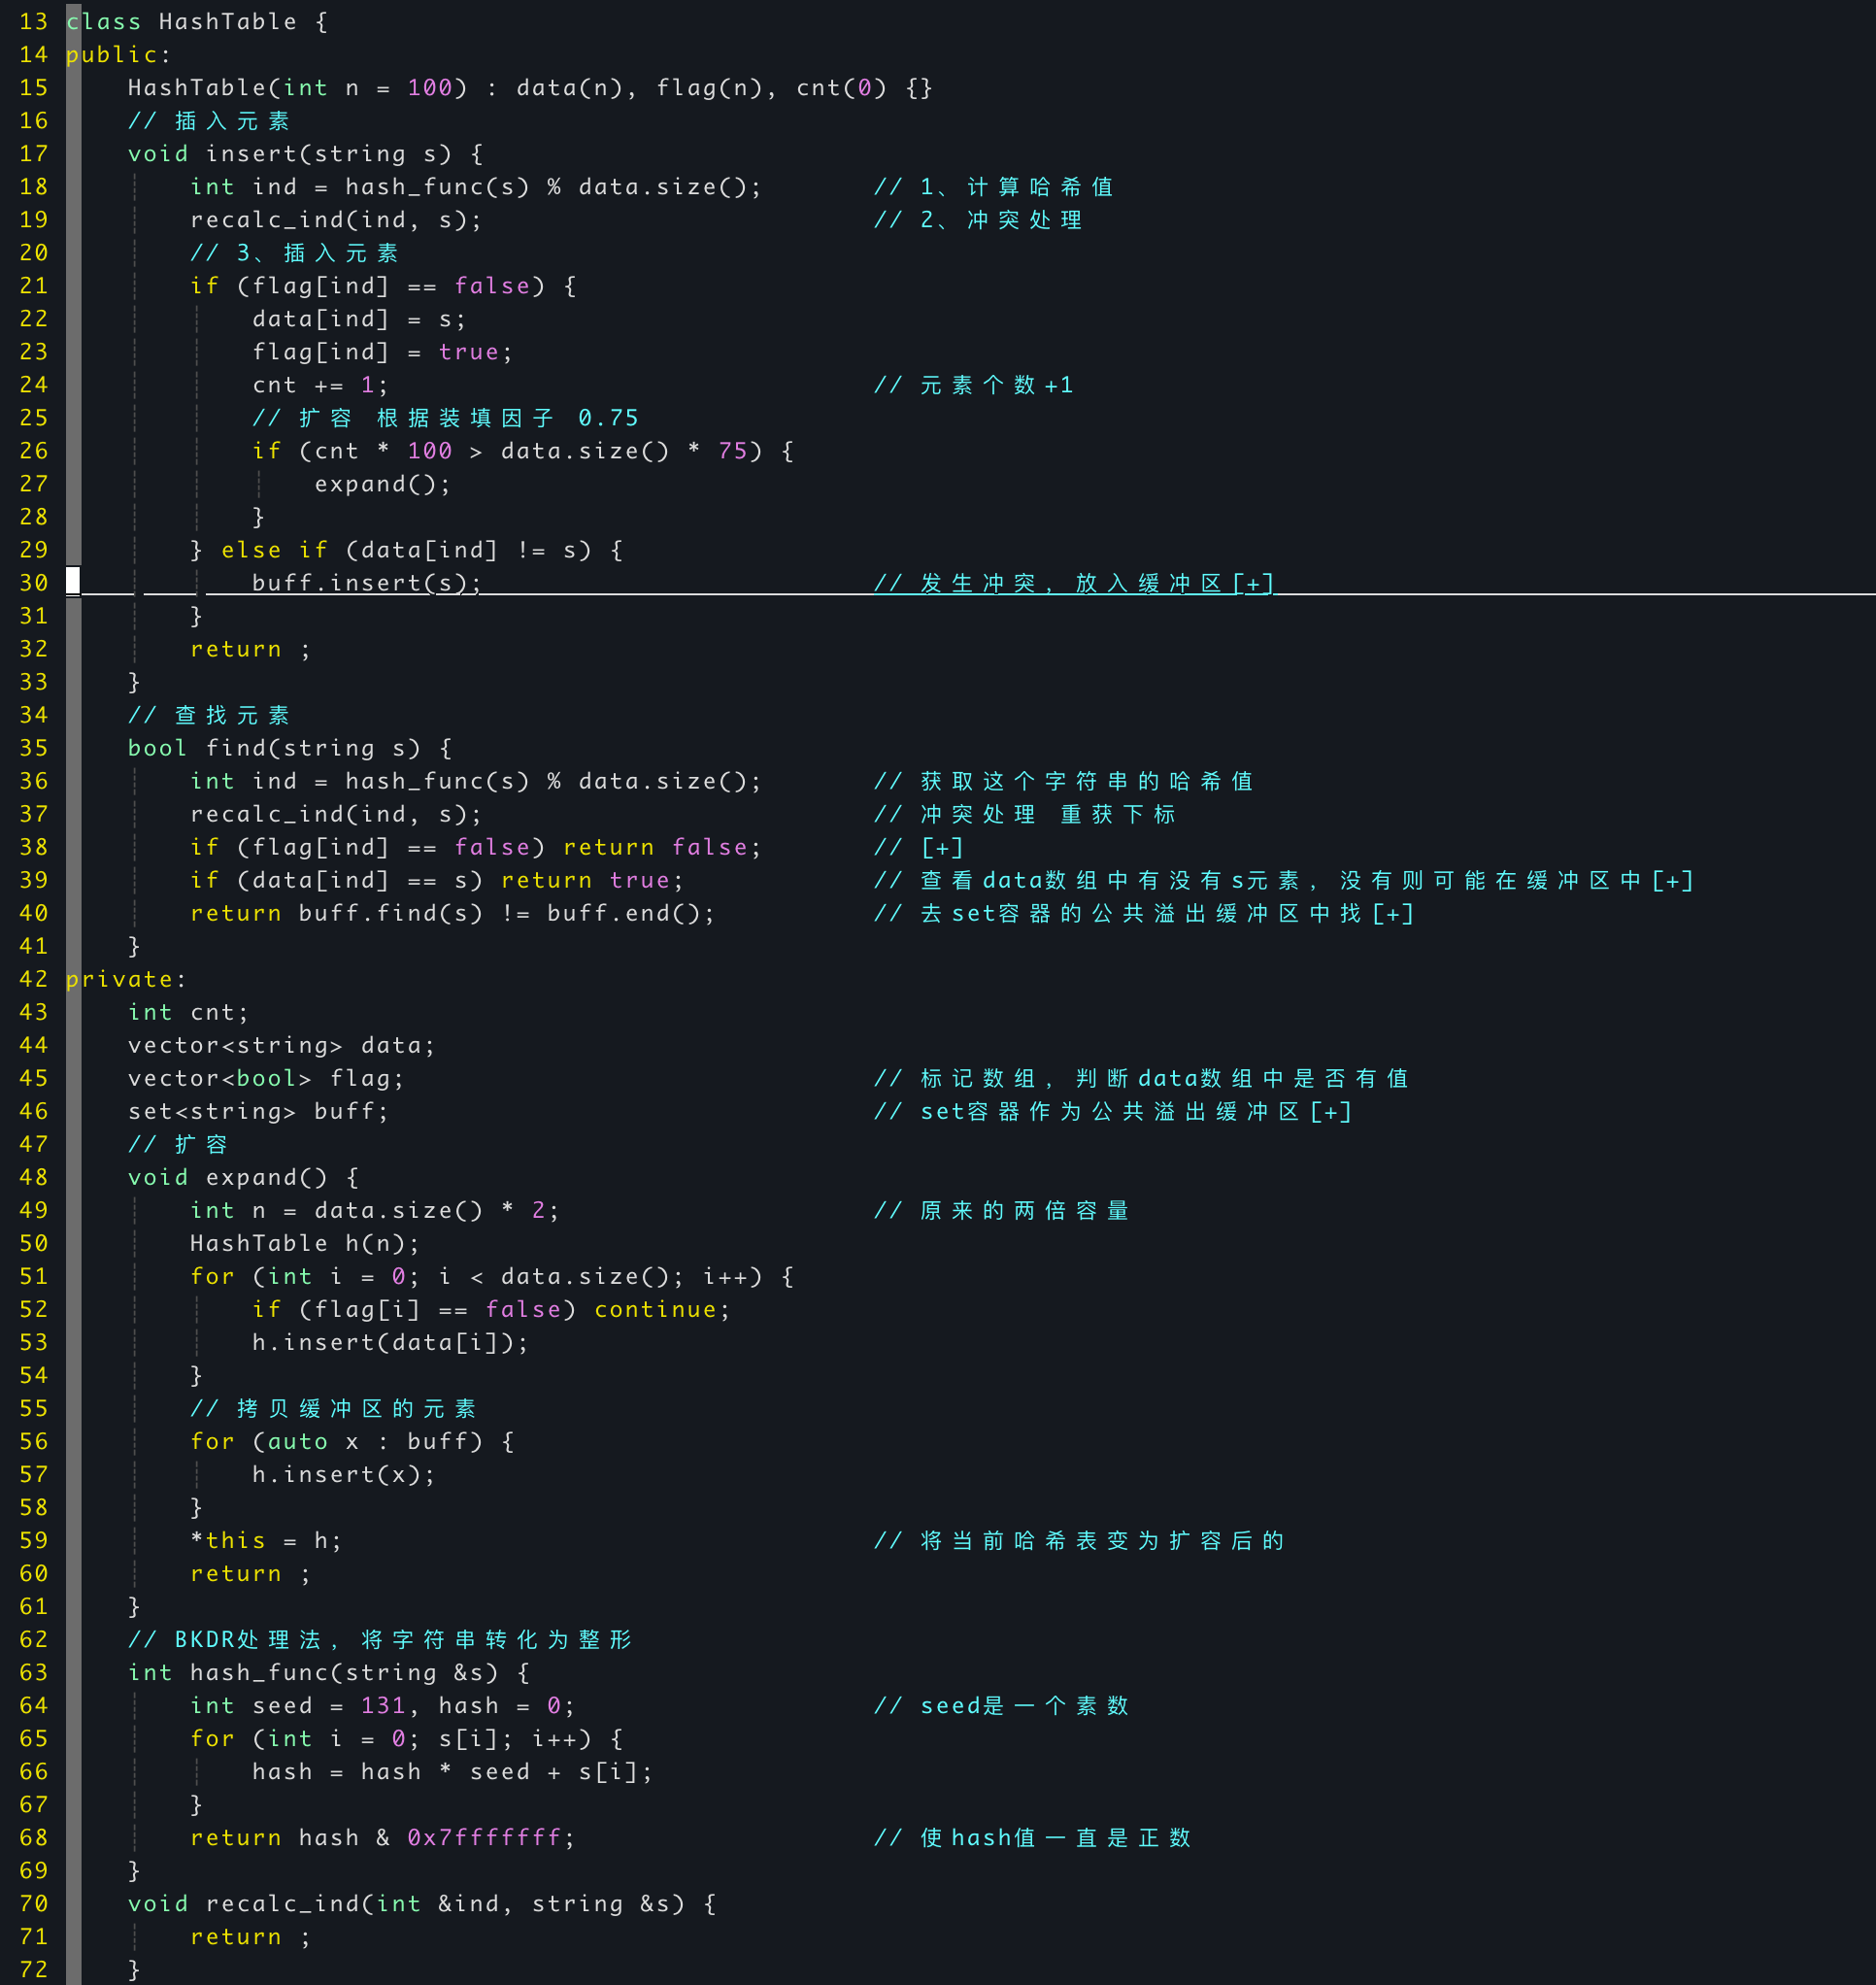 13 class HashTable {
14 public:
15     HashTable(int n = 100) : data(n), flag(n), cnt(0) {}
16     // 插入元素
17     void insert(string s) {
18         int ind = hash_func(s) % data.size();       // 1、计算哈希值
19         recalc_ind(ind, s);                         // 2、冲突处理
20         // 3、插入元素
21         if (flag[ind] == false) {
22             data[ind] = s;
23             flag[ind] = true;
24             cnt += 1;                               // 元素个数+1
25             // 扩容 根据装填因子 0.75
26             if (cnt * 100 > data.size() * 75) {
27                 expand();
28             }
29         } else if (data[ind] != s) {
30             buff.insert(s);                         // 发生冲突，放入缓冲区[+]
31         }
32         return ;
33     }
34     // 查找元素
35     bool find(string s) {
36         int ind = hash_func(s) % data.size();       // 获取这个字符串的哈希值
37         recalc_ind(ind, s);                         // 冲突处理 重获下标
38         if (flag[ind] == false) return false;       // [+]
39         if (data[ind] == s) return true;            // 查看data数组中有没有s元素，没有则可能在缓冲区中[+]
40         return buff.find(s) != buff.end();          // 去set容器的公共溢出缓冲区中找[+]
41     }
42 private:
43     int cnt;
44     vector<string> data;
45     vector<bool> flag;                              // 标记数组，判断data数组中是否有值
46     set<string> buff;                               // set容器作为公共溢出缓冲区[+]
47     // 扩容
48     void expand() {
49         int n = data.size() * 2;                    // 原来的两倍容量
50         HashTable h(n);
51         for (int i = 0; i < data.size(); i++) {
52             if (flag[i] == false) continue;
53             h.insert(data[i]);
54         }
55         // 拷贝缓冲区的元素
56         for (auto x : buff) {
57             h.insert(x);
58         }
59         *this = h;                                  // 将当前哈希表变为扩容后的
60         return ;
61     }
62     // BKDR处理法，将字符串转化为整形
63     int hash_func(string &s) {
64         int seed = 131, hash = 0;                   // seed是一个素数
65         for (int i = 0; s[i]; i++) {
66             hash = hash * seed + s[i];
67         }
68         return hash & 0x7fffffff;                   // 使hash值一直是正数
69     }
70     void recalc_ind(int &ind, string &s) {
71         return ;
72     }